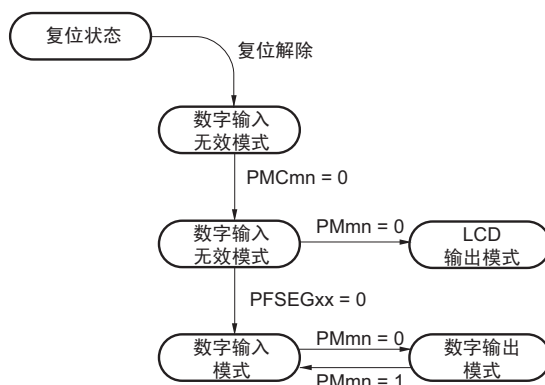 复位状态
复位解除
数字输入
无效模式
PMCmn = 0
数字输入
无效模式
PMmn = 0
LCD
输出模式
PFSEGxx = 0
数字输入
模式
PMmn = 0
数字输出
模式
PMmn = 1